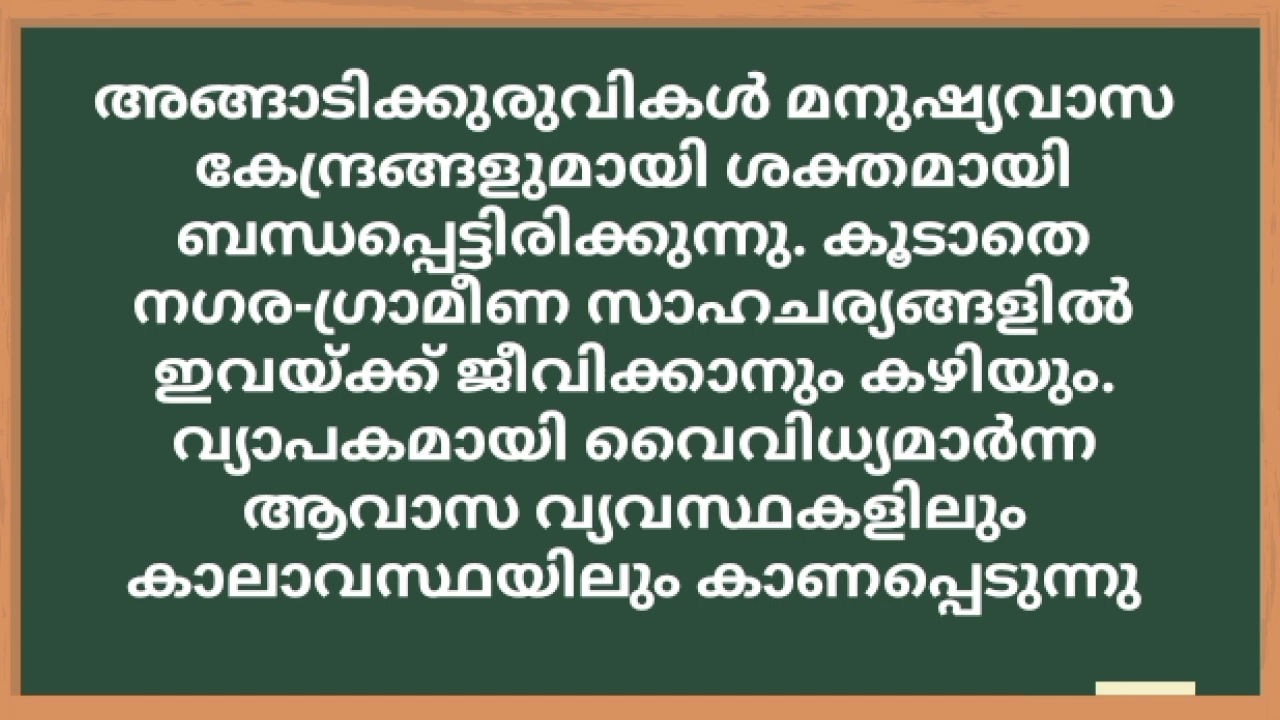 അങ്ങാടിക്കുരുവികൾ മനുഷ്യവാസ
കേന്ദ്രങ്ങളുമായി ശക്തമായി
ബന്ധപ്പെട്ടിരിക്കുന്നു. കൂടാതെ
നഗര-ഗ്രാമീണ സാഹചര്യങ്ങളിൽ
ഇവയ്ക്ക് ജീവിക്കാനും കഴിയും.
വ്യാപകമായി വൈവിധ്യമാർന്ന
ആവാസ വ്യവസ്ഥകളിലും
കാലാവസ്ഥയിലും കാണപ്പെടുന്നു